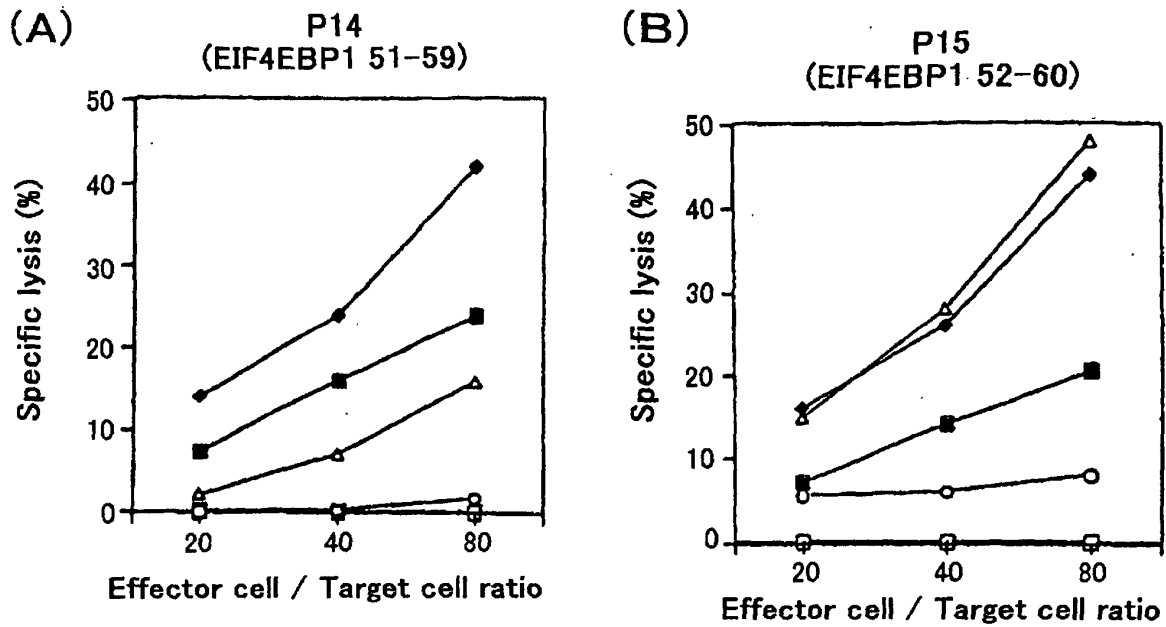 (A)
P14
(EIF4EBP1 51-59)
50
40
30
20
10
0
Specific lysis (%)
20 40 80
Effector cell / Target cell ratio
(B)
P15
(EIF4EBP1 52-60)
50
40
30
20
10
0
Specific lysis (%)
20 40 80
Effector cell / Target cell ratio